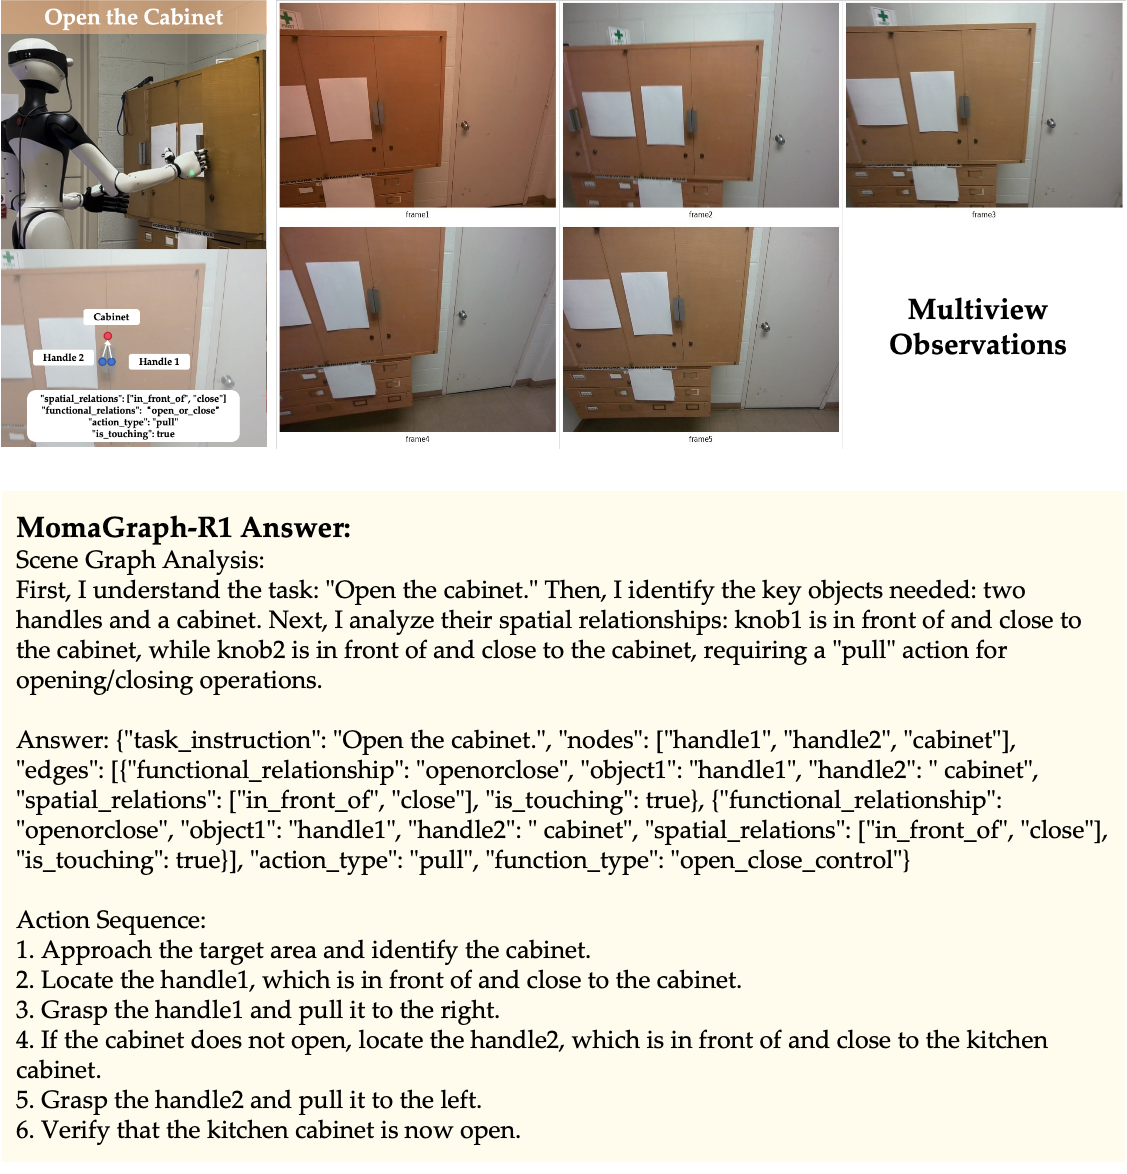 Open the Cabinet
frame1
frame2
frame3
Cabinet
Handle 2
Handle 1
"spatial_relations": ["in_front_of", "close"]
"functional_relations": "open_or_close"
"action_type": "pull"
"is_touching": true
frame4
frame5
Multiview
Observations
MomaGraph-R1 Answer:
Scene Graph Analysis:
First, I understand the task: "Open the cabinet." Then, I identify the key objects needed: two
handles and a cabinet. Next, I analyze their spatial relationships: knob1 is in front of and close to
the cabinet, while knob2 is in front of and close to the cabinet, requiring a "pull" action for
opening/closing operations.
Answer: {"task_instruction": "Open the cabinet.", "nodes": ["handle1", "handle2", "cabinet"],
"edges": [{"functional_relationship": "openorclose", "object1": "handle1", "handle2": " cabinet",
"spatial_relations": ["in_front_of", "close"], "is_touching": true}, {"functional_relationship":
"openorclose", "object1": "handle1", "handle2": " cabinet", "spatial_relations": ["in_front_of", "close"],
"is_touching": true}], "action_type": "pull", "function_type": "open_close_control"}
Action Sequence:
1. Approach the target area and identify the cabinet.
2. Locate the handle1, which is in front of and close to the cabinet.
3. Grasp the handle1 and pull it to the right.
4. If the cabinet does not open, locate the handle2, which is in front of and close to the kitchen
cabinet.
5. Grasp the handle2 and pull it to the left.
6. Verify that the kitchen cabinet is now open.